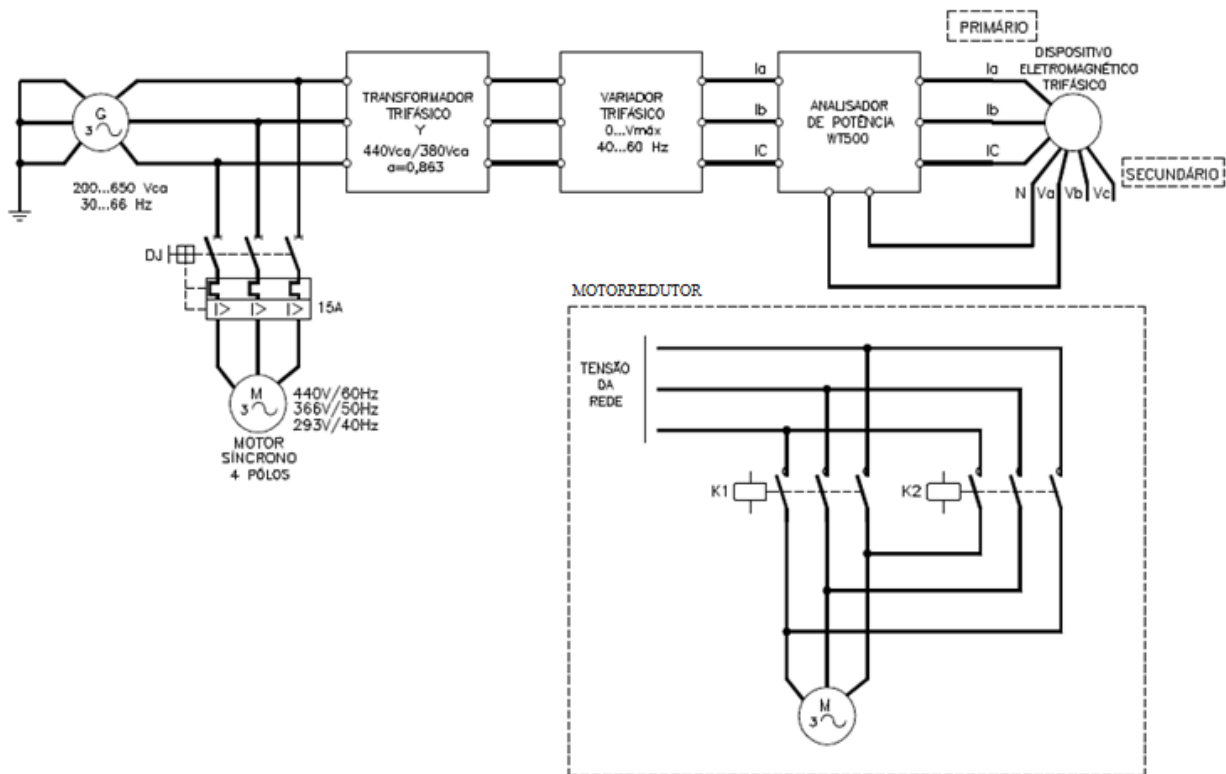 PRIMÁRIO
DISPOSITIVO
ELETROMAGNÉTICO
TRIFÁSICO
G
3
200...650 Vca
30...66 Hz
TRANSFORMADOR
TRIFÁSICO
Y
440Vca/380Vca
a=0,863
VARIADOR
TRIFÁSICO
0...Vmáx
40...60 Hz
Ia
Ib
IC
ANALISADOR
DE POTÊNCIA
WT500
Ia
Ib
IC
SECUNDÁRIO
N Va Vb Vc
DJ
I> I> I>
15A
M
3
440V/60Hz
366V/50Hz
293V/40Hz
MOTOR
SÍNCRONO
4 PÓLOS
MOTORREDUTOR
TENSÃO
DA
REDE
K1
K2
M
3